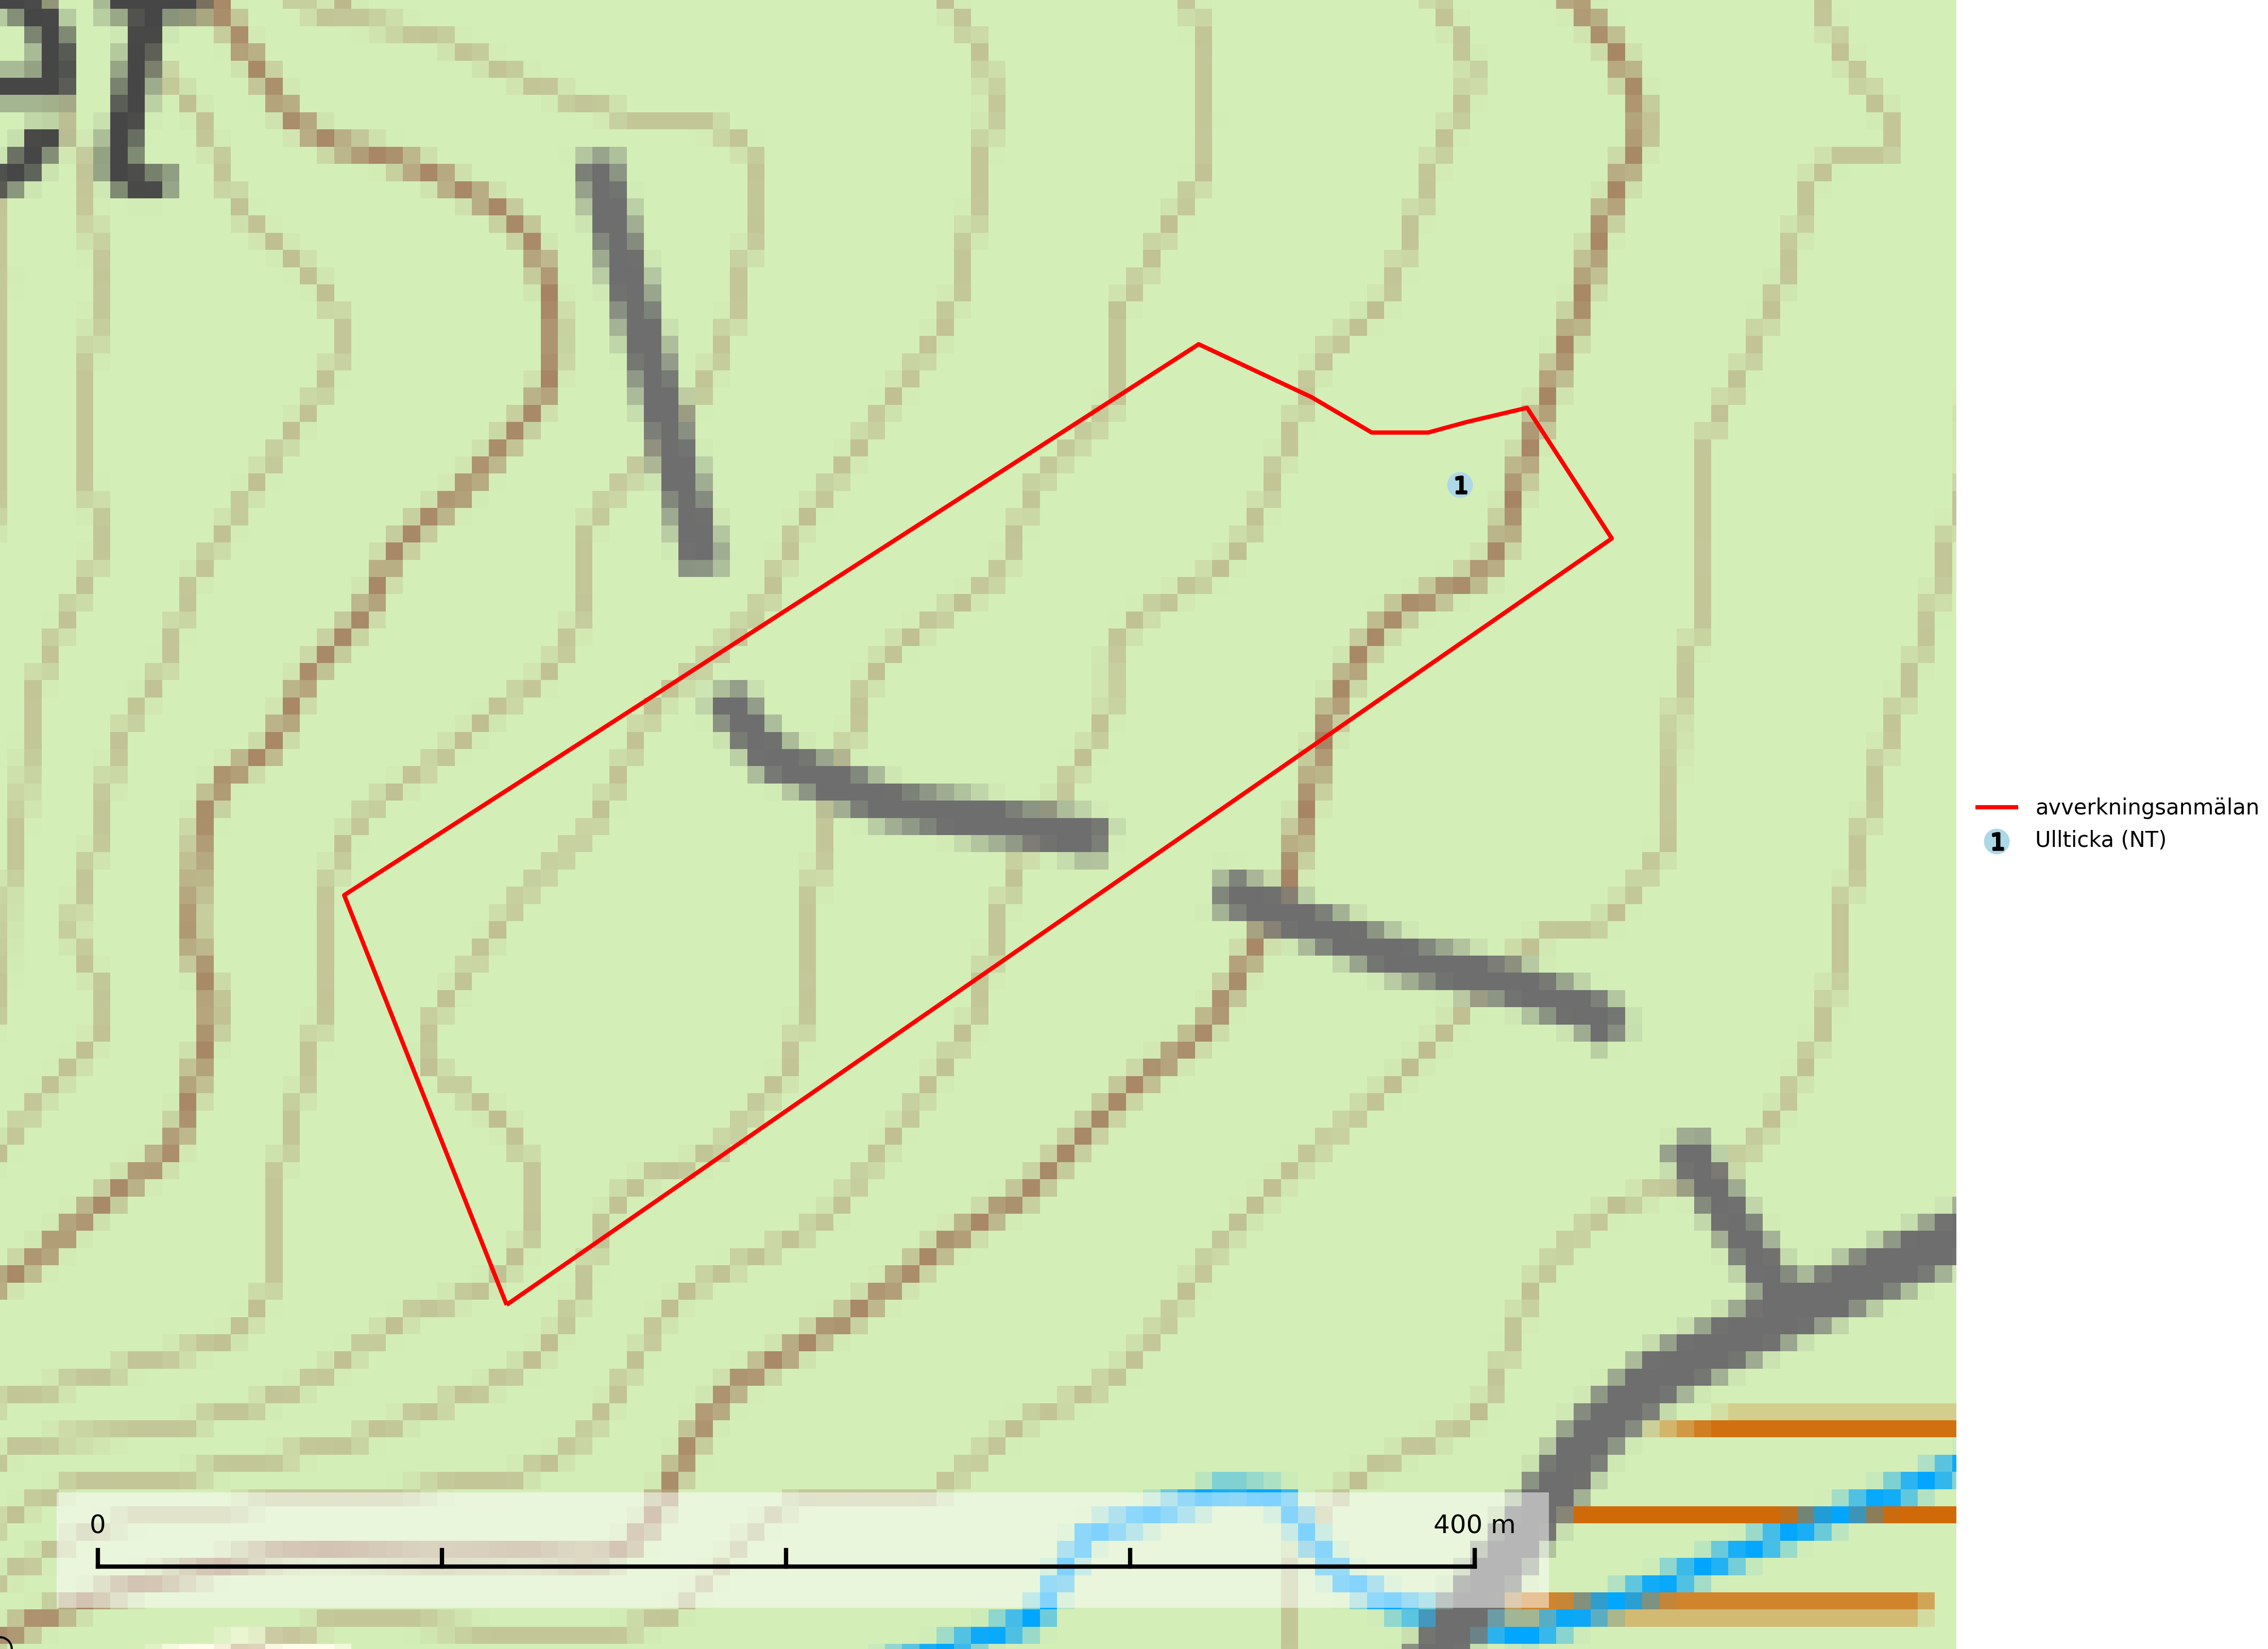 1
avverkningsanmälan
1 Ullticka (NT)
0 400 m